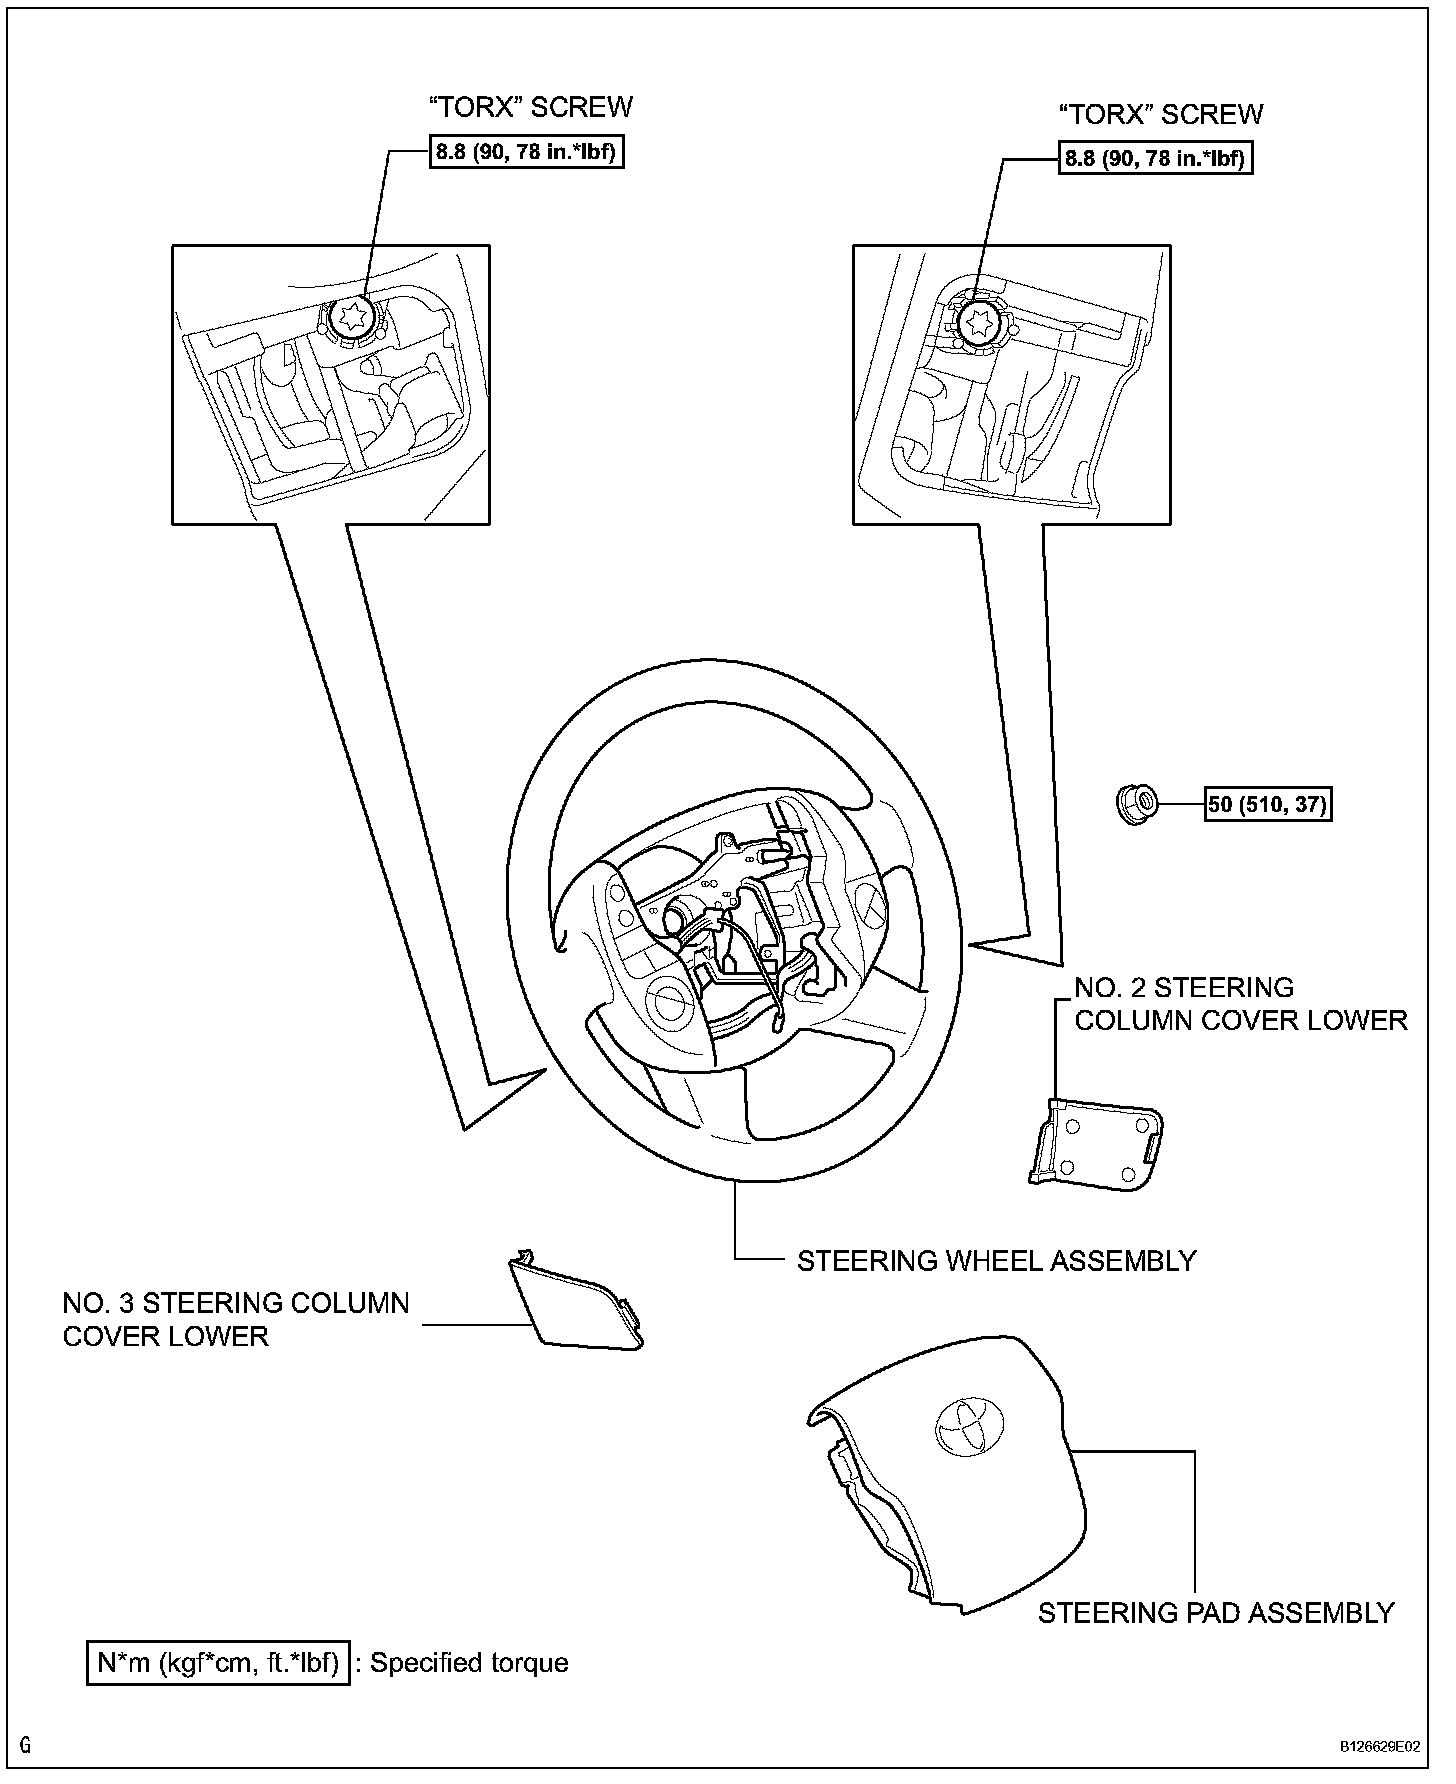 “TORX” SCREW
8.8 (90, 78 in.*lbf)
“TORX” SCREW
8.8 (90, 78 in.*lbf)
50 (510, 37)
NO. 2 STEERING
COLUMN COVER LOWER
STEERING WHEEL ASSEMBLY
NO. 3 STEERING COLUMN
COVER LOWER
STEERING PAD ASSEMBLY
N*m (kgf*cm, ft.*lbf) : Specified torque
G
B126629E02